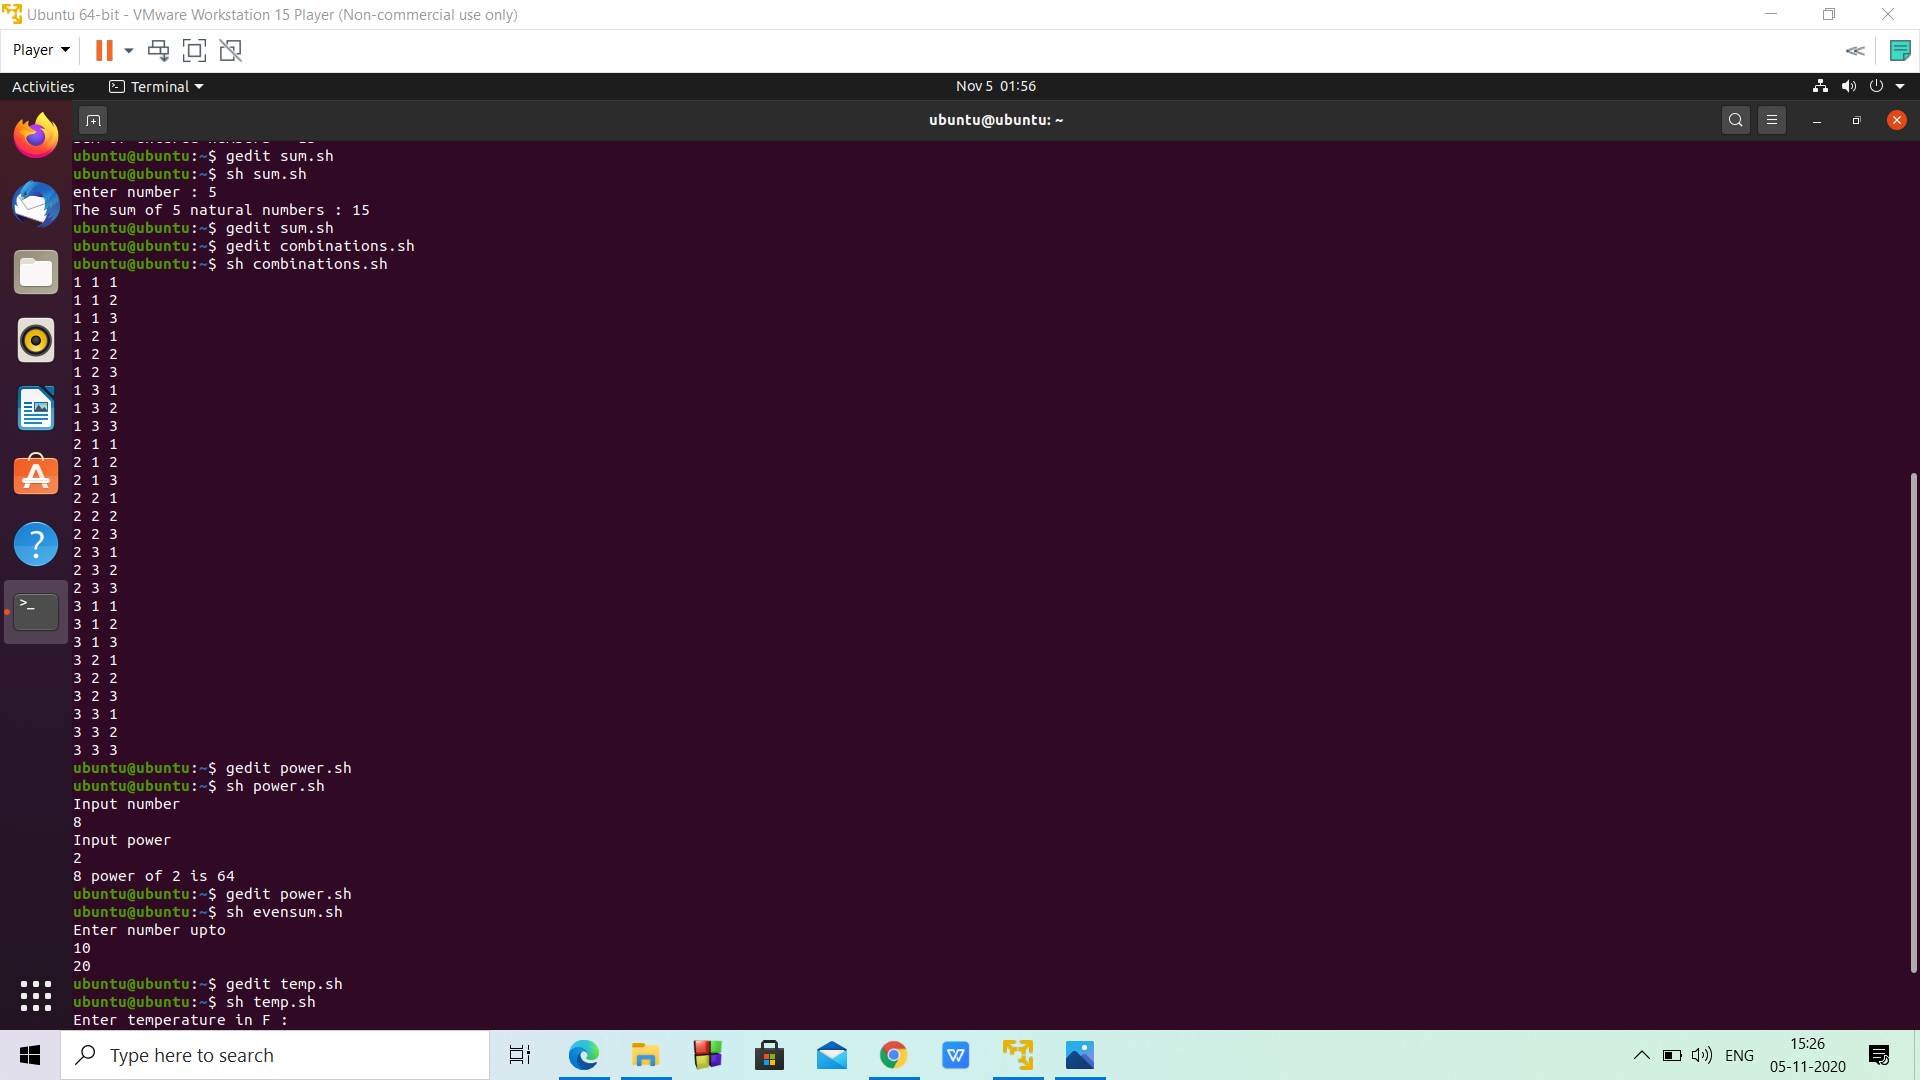 Ubuntu 64-bit - VMware Workstation 15 Player (Non-commercial use only)
Player
Activities
Terminal
Nov 5 01:56
ubuntu@ubuntu: ~
ubuntu@ubuntu:~$ gedit sum.sh
ubuntu@ubuntu:~$ sh sum.sh
enter number : 5
The sum of 5 natural numbers : 15
ubuntu@ubuntu:~$ gedit sum.sh
ubuntu@ubuntu:~$ gedit combinations.sh
ubuntu@ubuntu:~$ sh combinations.sh
1 1 1
1 1 2
1 1 3
1 2 1
1 2 2
1 2 3
1 3 1
1 3 2
1 3 3
2 1 1
2 1 2
2 1 3
2 2 1
2 2 2
2 2 3
2 3 1
2 3 2
2 3 3
3 1 1
3 1 2
3 1 3
3 2 1
3 2 2
3 2 3
3 3 1
3 3 2
3 3 3
ubuntu@ubuntu:~$ gedit power.sh
ubuntu@ubuntu:~$ sh power.sh
Input number
8
Input power
2
8 power of 2 is 64
ubuntu@ubuntu:~$ gedit power.sh
ubuntu@ubuntu:~$ sh evensum.sh
Enter number upto
10
20
ubuntu@ubuntu:~$ gedit temp.sh
ubuntu@ubuntu:~$ sh temp.sh
Enter temperature in F :
Type here to search
ENG
15:26
05-11-2020